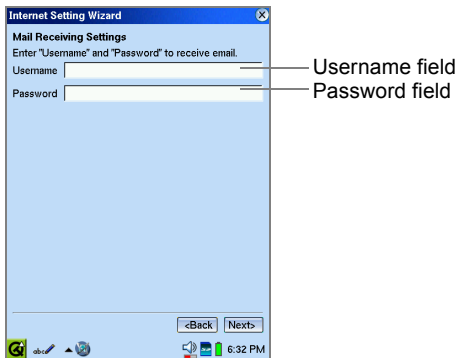 Internet Setting Wizard
Mail Receiving Settings
Enter "Username" and "Password" to receive email.
Username
Username field
Password
Password field
<Back Next>
abc 6:32 PM